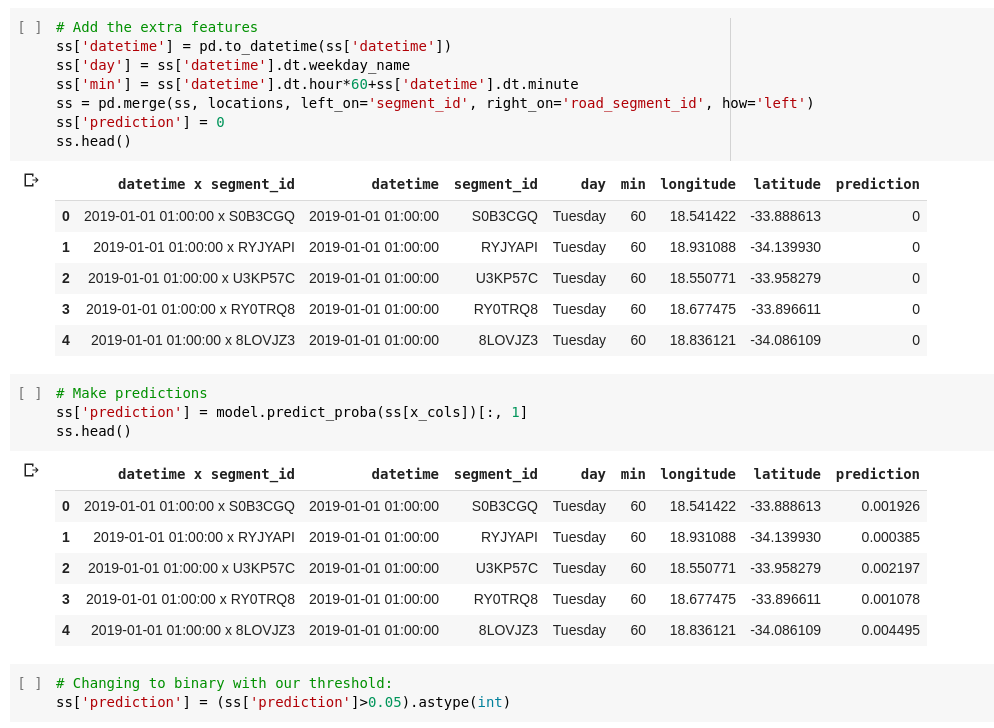 [ ] # Add the extra features
ss['datetime'] = pd.to_datetime(ss['datetime'])
ss['day'] = ss['datetime'].dt.weekday_name
ss['min'] = ss['datetime'].dt.hour*60+ss['datetime'].dt.minute
ss = pd.merge(ss, locations, left_on='segment_id', right_on='road_segment_id', how='left')
ss['prediction'] = 0
ss.head()
datetime x segment_id datetime segment_id day min longitude latitude prediction
0 2019-01-01 01:00:00 x S0B3CGQ 2019-01-01 01:00:00 S0B3CGQ Tuesday 60 18.541422 -33.888613 0
1 2019-01-01 01:00:00 x RYJYAPI 2019-01-01 01:00:00 RYJYAPI Tuesday 60 18.931088 -34.139930 0
2 2019-01-01 01:00:00 x U3KP57C 2019-01-01 01:00:00 U3KP57C Tuesday 60 18.550771 -33.958279 0
3 2019-01-01 01:00:00 x RY0TRQ8 2019-01-01 01:00:00 RY0TRQ8 Tuesday 60 18.677475 -33.896611 0
4 2019-01-01 01:00:00 x 8LOVJZ3 2019-01-01 01:00:00 8LOVJZ3 Tuesday 60 18.836121 -34.086109 0
[ ] # Make predictions
ss['prediction'] = model.predict_proba(ss[x_cols])[:, 1]
ss.head()
datetime x segment_id datetime segment_id day min longitude latitude prediction
0 2019-01-01 01:00:00 x S0B3CGQ 2019-01-01 01:00:00 S0B3CGQ Tuesday 60 18.541422 -33.888613 0.001926
1 2019-01-01 01:00:00 x RYJYAPI 2019-01-01 01:00:00 RYJYAPI Tuesday 60 18.931088 -34.139930 0.000385
2 2019-01-01 01:00:00 x U3KP57C 2019-01-01 01:00:00 U3KP57C Tuesday 60 18.550771 -33.958279 0.002197
3 2019-01-01 01:00:00 x RY0TRQ8 2019-01-01 01:00:00 RY0TRQ8 Tuesday 60 18.677475 -33.896611 0.001078
4 2019-01-01 01:00:00 x 8LOVJZ3 2019-01-01 01:00:00 8LOVJZ3 Tuesday 60 18.836121 -34.086109 0.004495
[ ] # Changing to binary with our threshold:
ss['prediction'] = (ss['prediction']>0.05).astype(int)